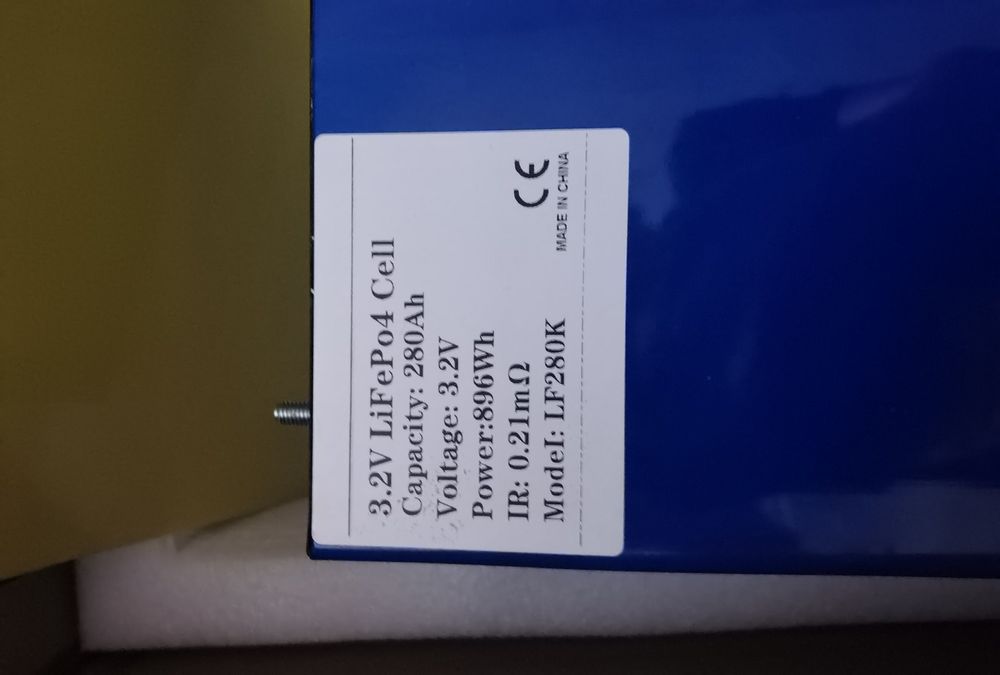 3.2V LiFePo4 Cell
Capacity: 280Ah
Voltage: 3.2V
Power:896Wh
IR: 0.21mΩ
Model: LF280K
CE
MADE IN CHINA